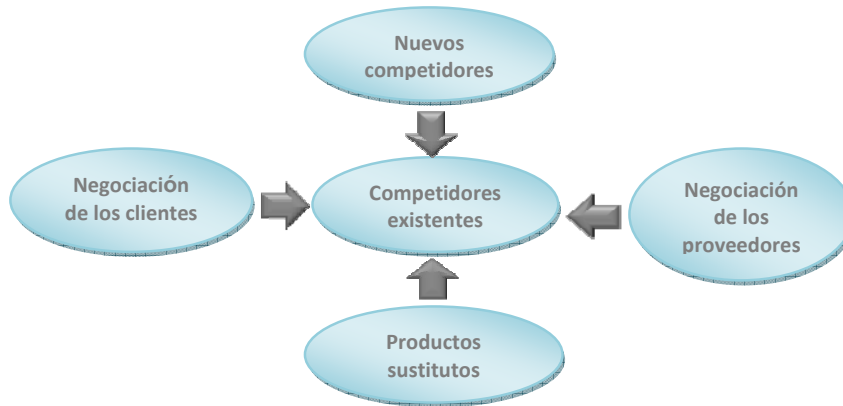 Nuevos
competidores
Negociación
de los clientes
Competidores
existentes
Negociación
de los
proveedores
Productos
sustitutos